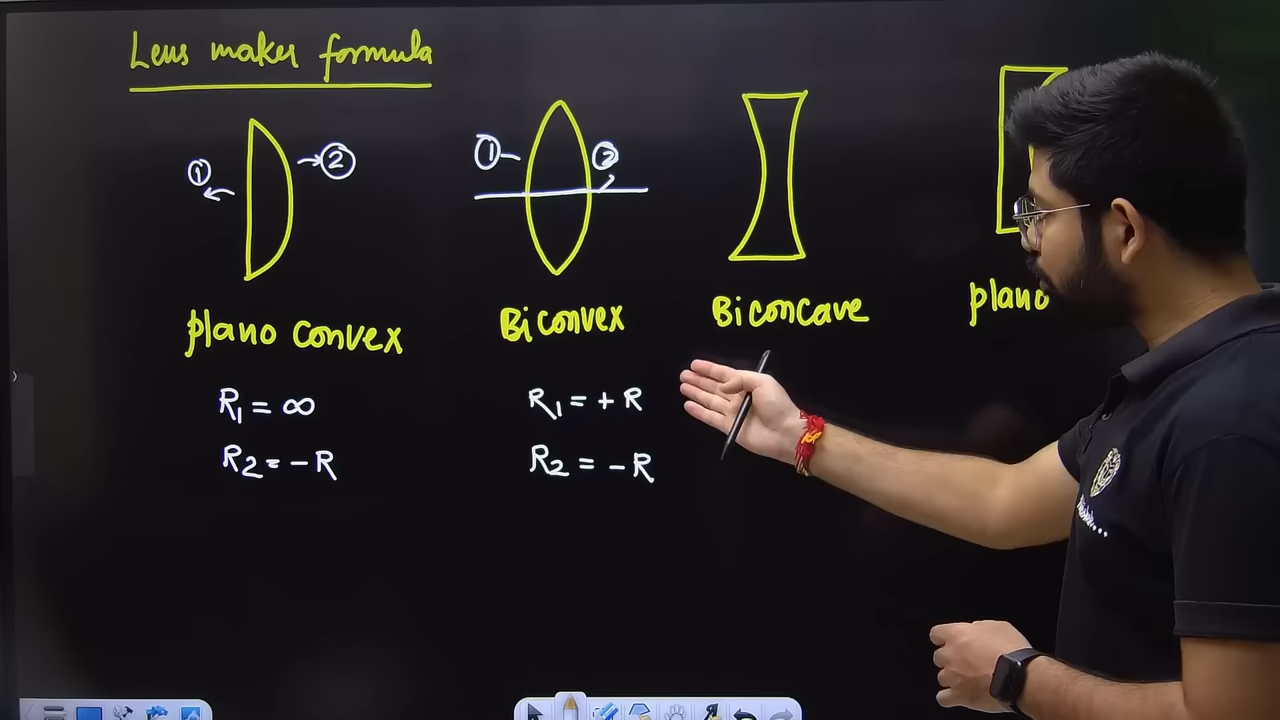 Lens maker formula
① ②
① ②
plano convex
Biconvex
Biconcave
plano
R₁ = ∞
R₂ = -R
R₁ = + R
R₂ = -R